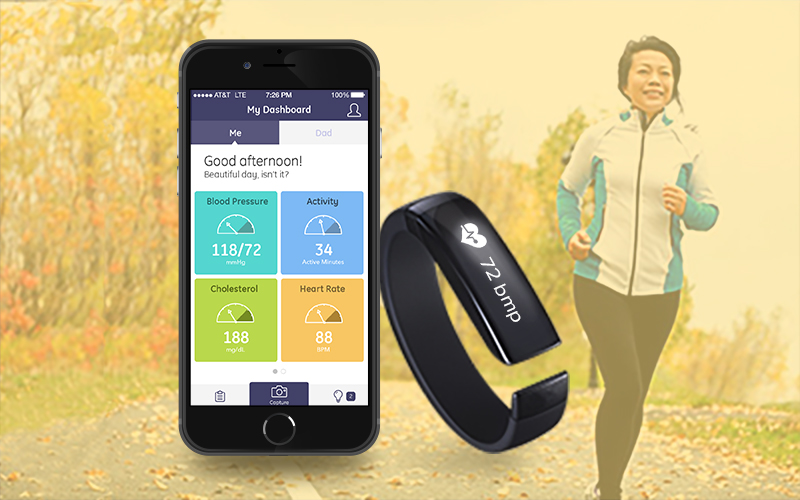 AT&T LTE 7:26 PM 100%
My Dashboard
Me Dad
Good afternoon!
Beautiful day, isn't it?
Blood Pressure Activity
118/72 34
mmHg Active Minutes
Cholesterol Heart Rate
188 88
mg/dL BPM
Capture 2
72 bmp